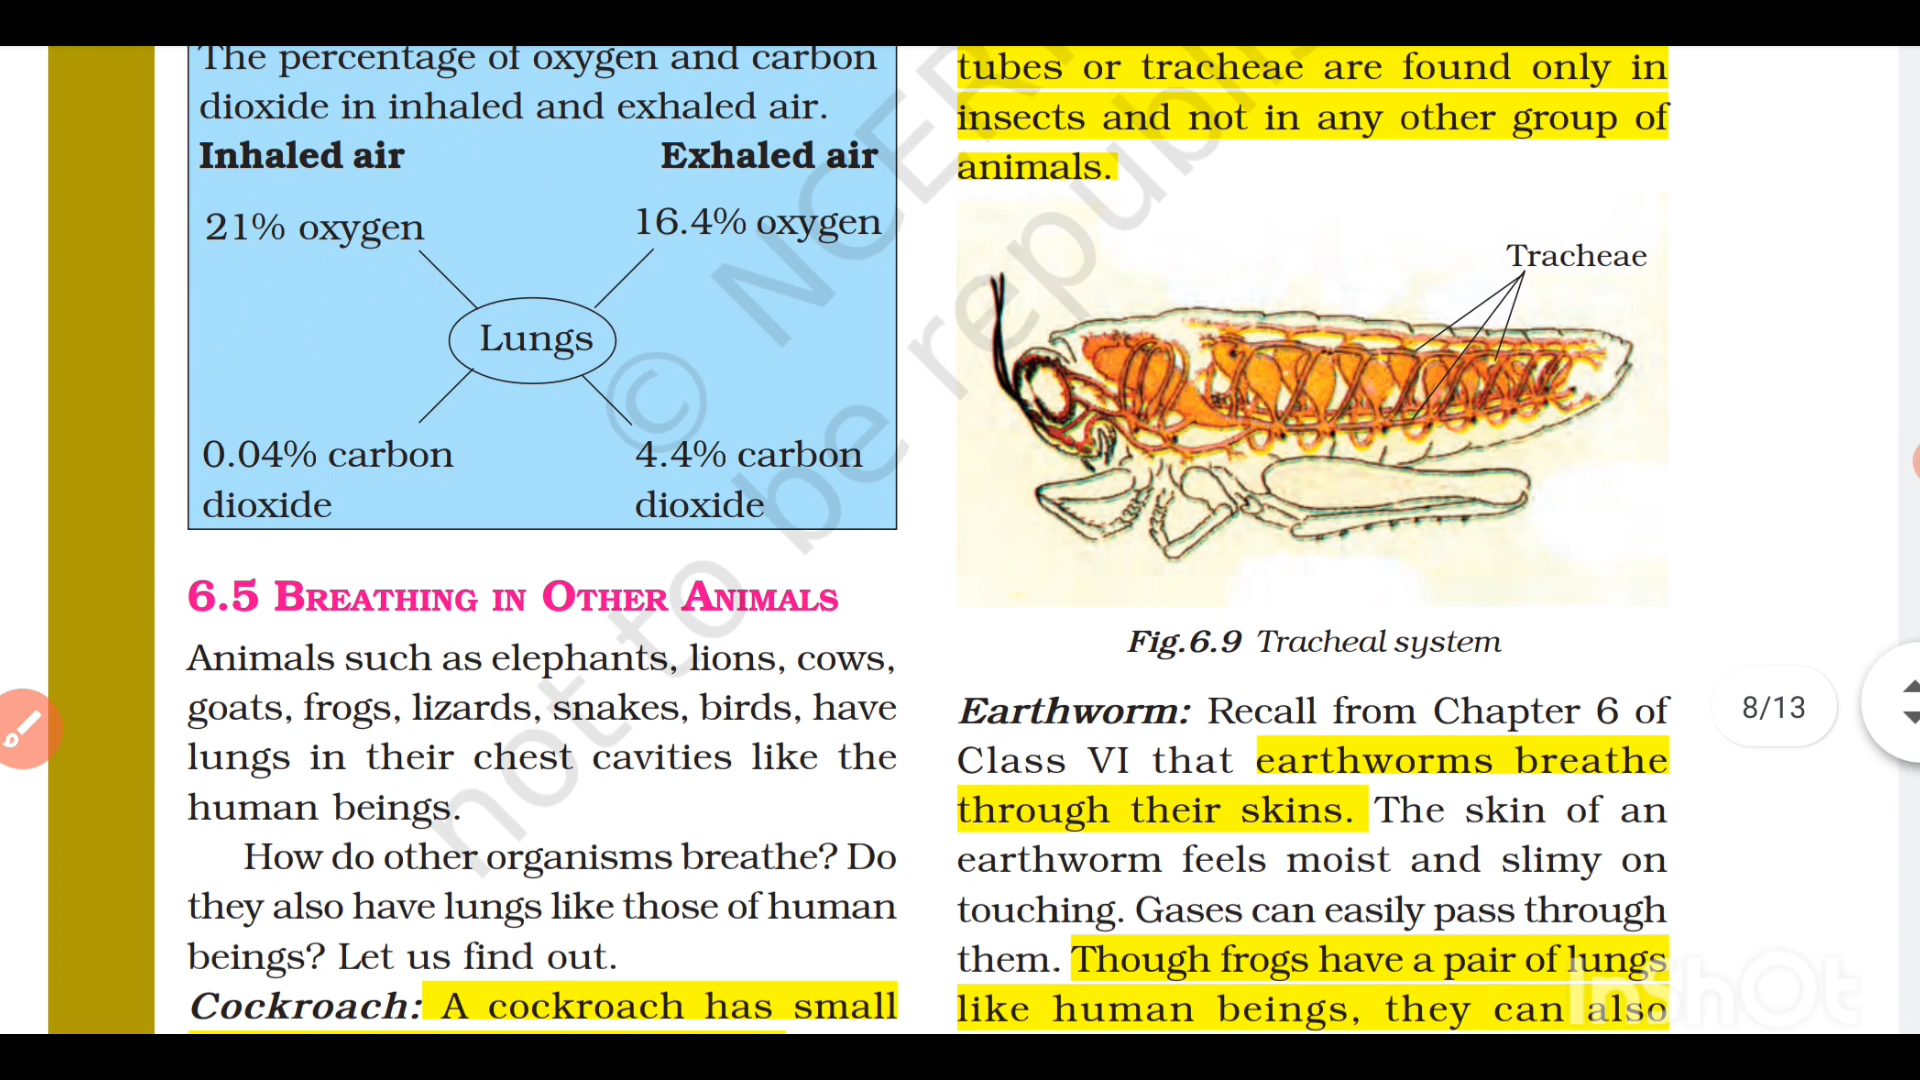 The percentage of oxygen and carbon
dioxide in inhaled and exhaled air.
Inhaled air
Exhaled air
21% oxygen
16.4% oxygen
Lungs
0.04% carbon
dioxide
4.4% carbon
dioxide
6.5 BREATHING IN OTHER ANIMALS
Animals such as elephants, lions, cows,
goats, frogs, lizards, snakes, birds, have
lungs in their chest cavities like the
human beings.
How do other organisms breathe? Do
they also have lungs like those of human
beings? Let us find out.
Cockroach: A cockroach has small
tubes or tracheae are found only in
insects and not in any other group of
animals.
Tracheae
Fig.6.9 Tracheal system
Earthworm: Recall from Chapter 6 of
Class VI that earthworms breathe
through their skins. The skin of an
earthworm feels moist and slimy on
touching. Gases can easily pass through
them. Though frogs have a pair of lungs
like human beings, they can also
8/13
© NCER
not to be republi
InShOt